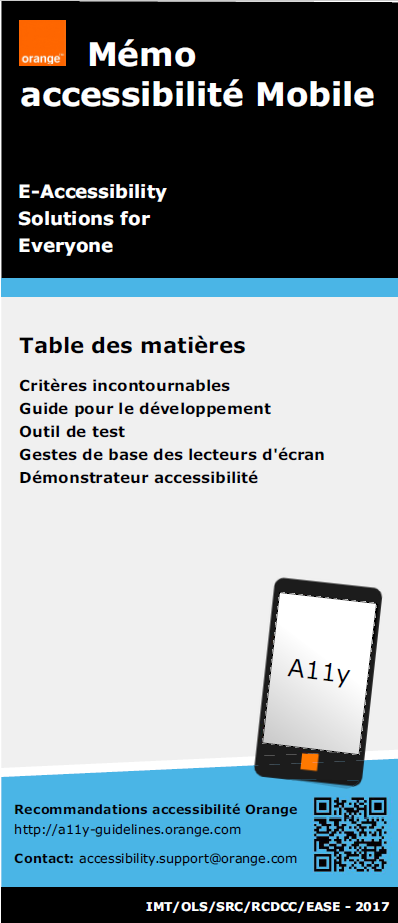 orange™
Mémo
accessibilité Mobile
E-Accessibility
Solutions for
Everyone
Table des matières
Critères incontournables
Guide pour le développement
Outil de test
Gestes de base des lecteurs d'écran
Démonstrateur accessibilité
A11y
Recommandations accessibilité Orange
http://a11y-guidelines.orange.com
Contact: accessibility.support@orange.com
IMT/OLS/SRC/RCDCC/EASE - 2017